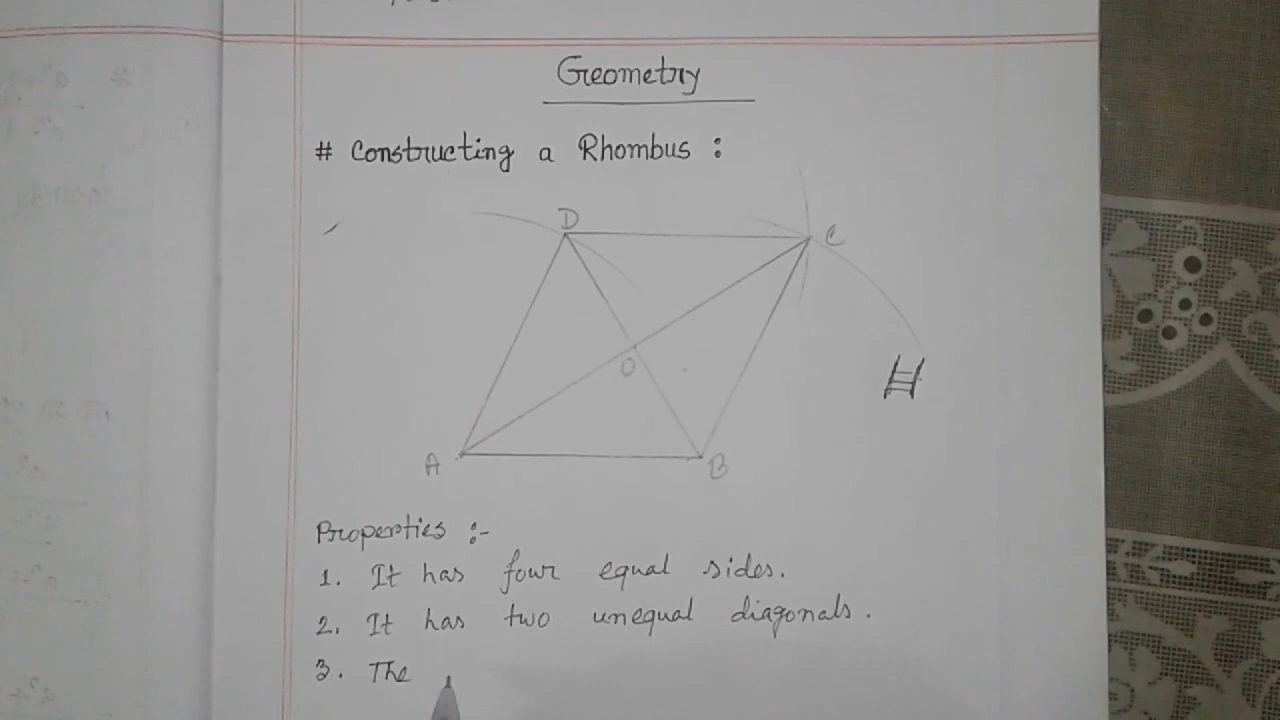 Geometry
# Constructing a Rhombus :
D
C
O
A
B
Properties :-
1. It has four equal sides.
2. It has two unequal diagonals.
3. The